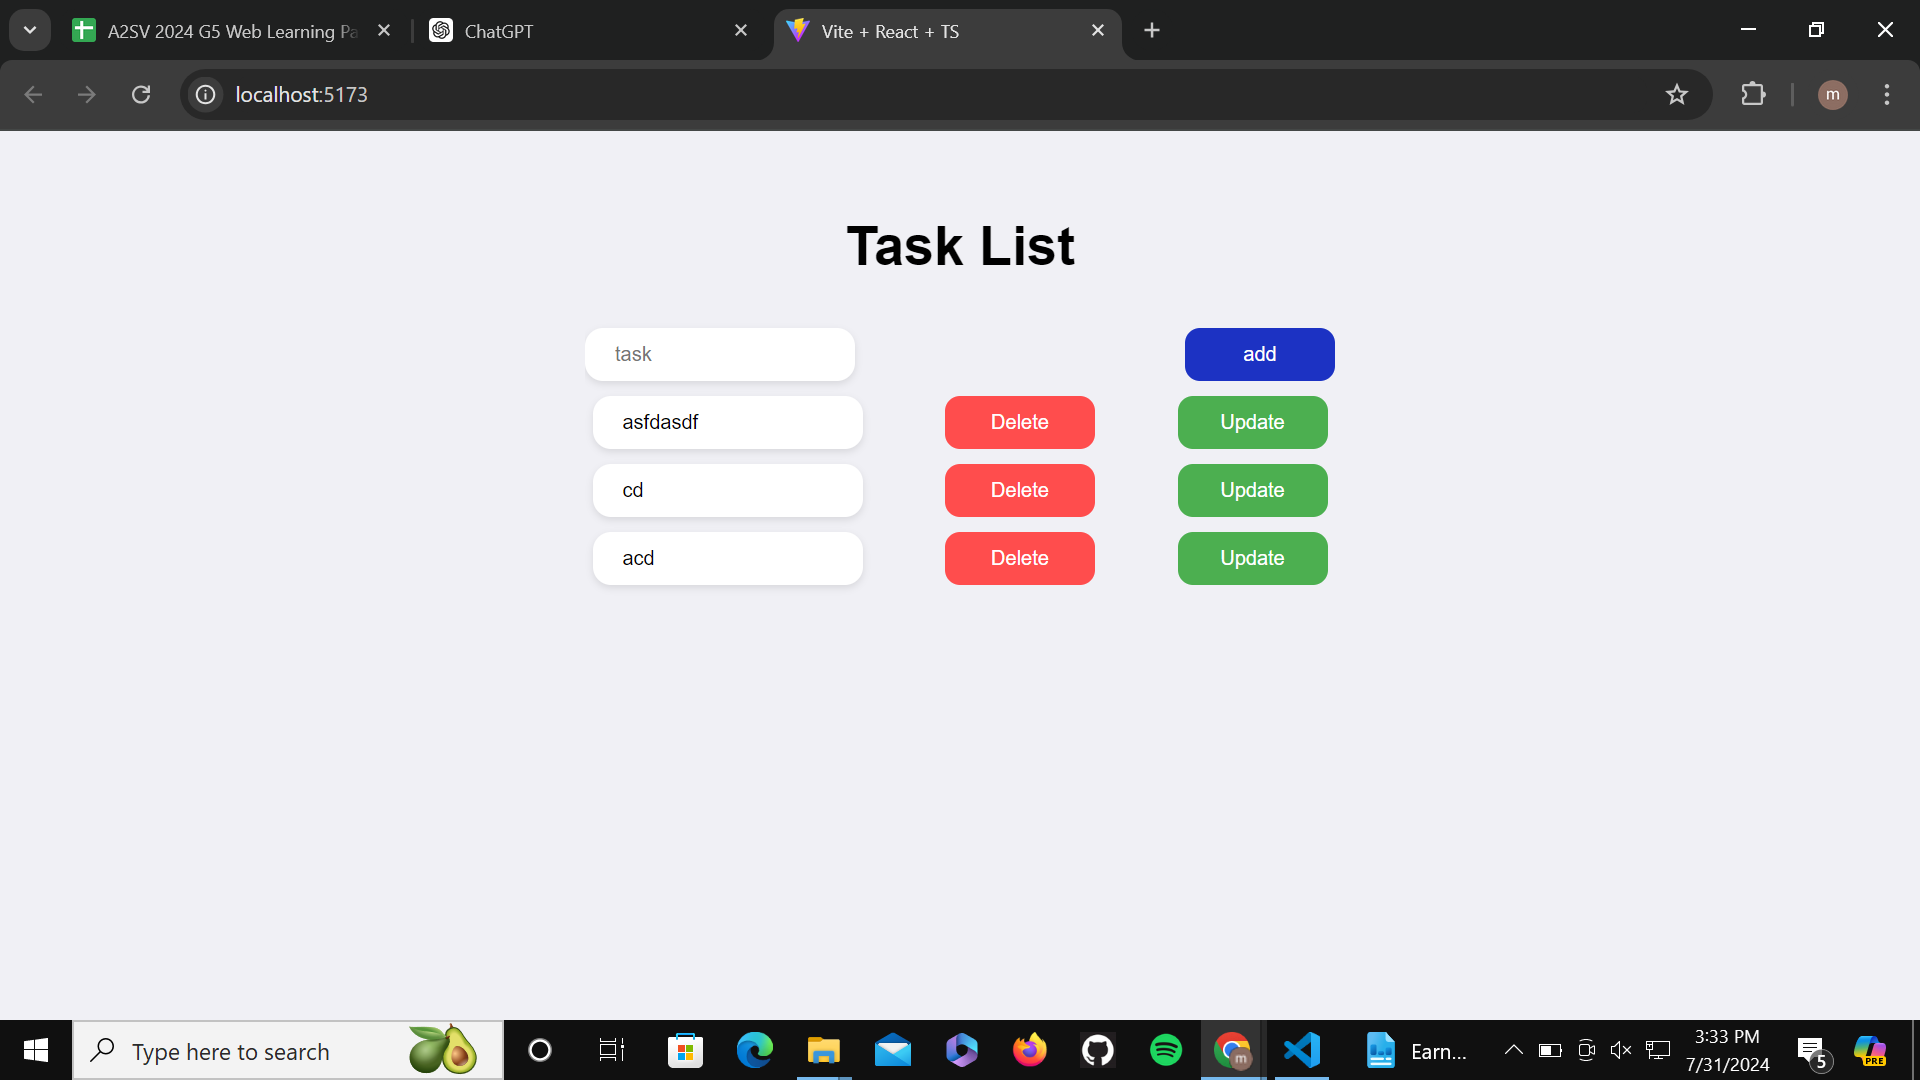 A2SV 2024 G5 Web Learning Pa
ChatGPT
Vite + React + TS
localhost:5173
m
Task List
task
add
asfdasdf
Delete
Update
cd
Delete
Update
acd
Delete
Update
Type here to search
m
Earn...
3:33 PM
7/31/2024
5
PRE